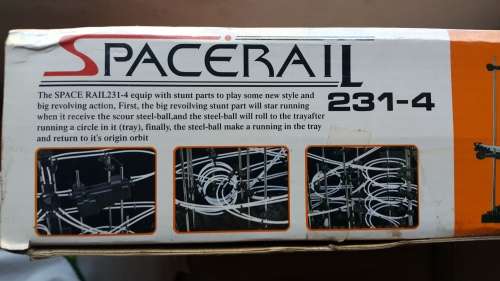 SPACERAIL
231-4
The SPACE RAIL231-4 equip with stunt parts to play some new style and
big revolving action, First, the big revoilving stunt part will star running
when it receive the scour steel-ball,and the steel-ball will roll to the trayafter
running a circle in it (tray), finally, the steel-ball make a running in the tray
and return to it's origin orbit